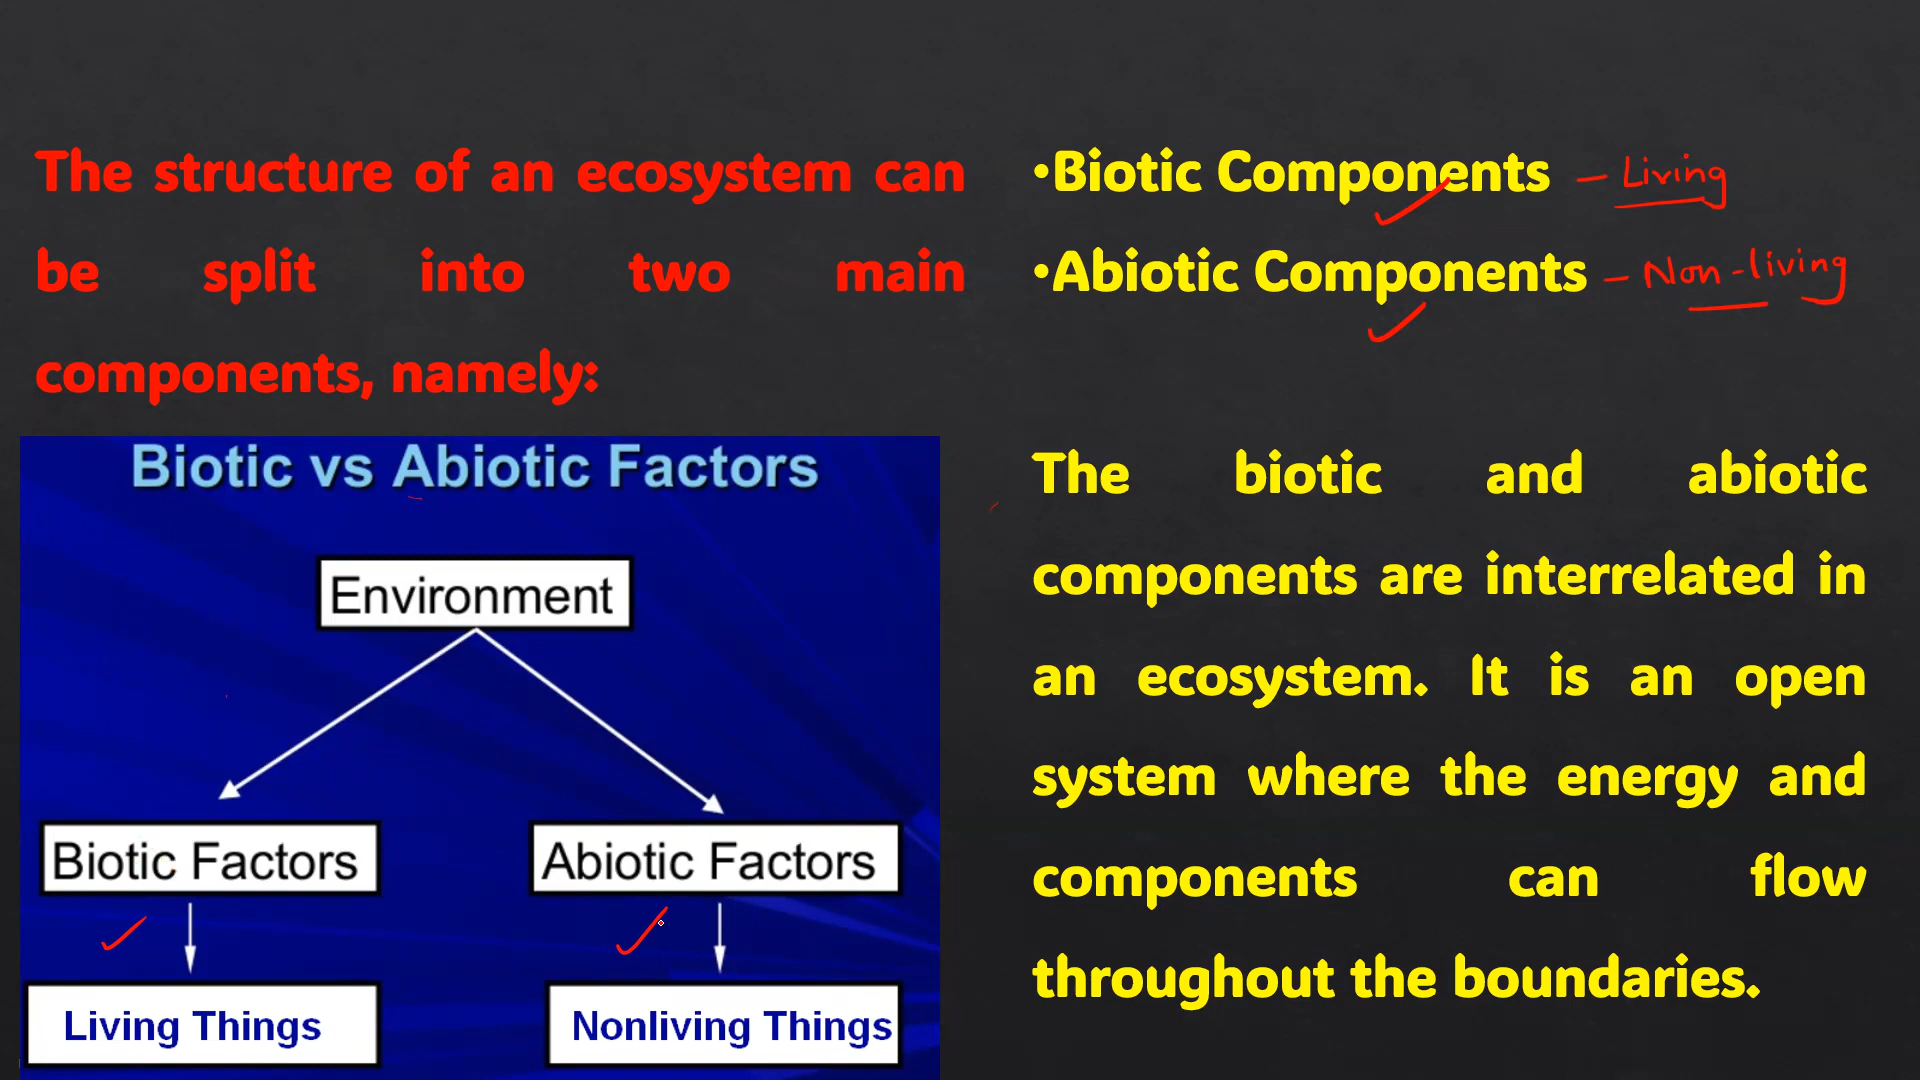 The structure of an ecosystem can
be split into two main
components, namely:
•Biotic Components – Living
•Abiotic Components – Non-living
Biotic vs Abiotic Factors
Environment
Biotic Factors
Abiotic Factors
Living Things
Nonliving Things
The biotic and abiotic
components are interrelated in
an ecosystem. It is an open
system where the energy and
components can flow
throughout the boundaries.